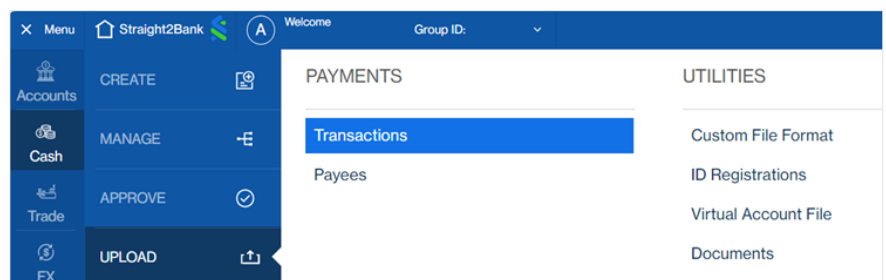 Menu
Straight2Bank
A
Welcome
Group ID:
Accounts
Cash
Trade
FX
CREATE
MANAGE
APPROVE
UPLOAD
PAYMENTS
Transactions
Payees
UTILITIES
Custom File Format
ID Registrations
Virtual Account File
Documents